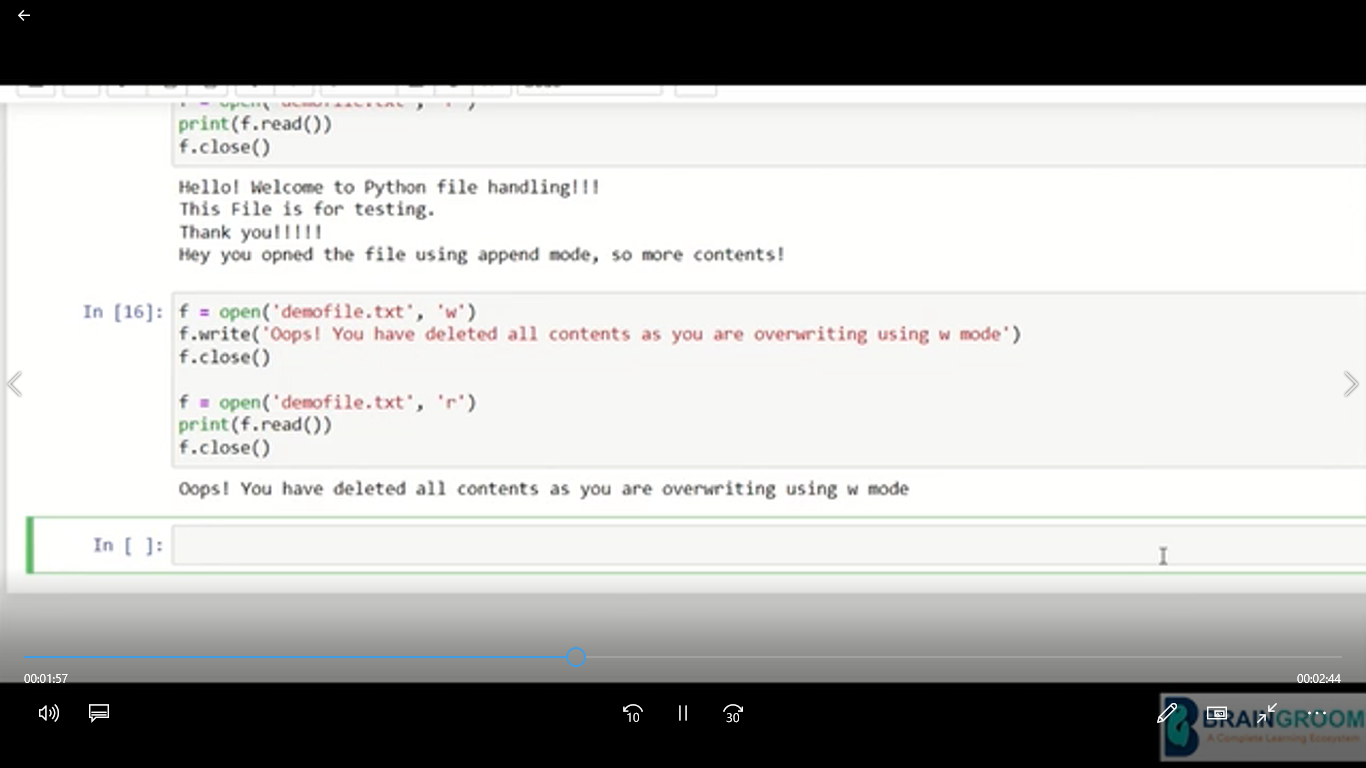 f = open('demofile.txt', 'r')
print(f.read())
f.close()
Hello! Welcome to Python file handling!!!
This File is for testing.
Thank you!!!!!
Hey you opned the file using append mode, so more contents!
In [16]:
f = open('demofile.txt', 'w')
f.write('Oops! You have deleted all contents as you are overwriting using w mode')
f.close()
f = open('demofile.txt', 'r')
print(f.read())
f.close()
Oops! You have deleted all contents as you are overwriting using w mode
In [ ]:
00:01:57
00:02:44
10
30
BRAINGROOM
A Complete Learning Ecosystem